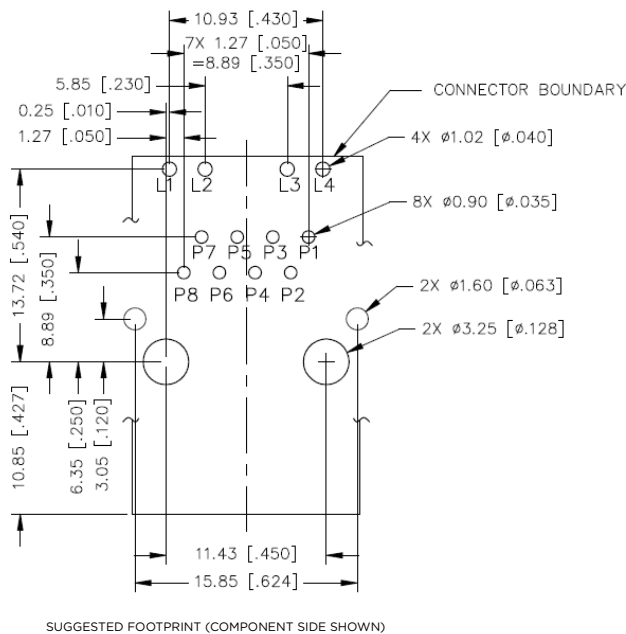 10.93 [.430]
7X 1.27 [.050]
=8.89 [.350]
5.85 [.230]
CONNECTOR BOUNDARY
0.25 [.010]
1.27 [.050]
4X ø1.02 [ø.040]
L1 L2 L3 L4
8X ø0.90 [ø.035]
P7 P5 P3 P1
P8 P6 P4 P2
13.72 [.540]
8.89 [.350]
2X ø1.60 [ø.063]
2X ø3.25 [ø.128]
10.85 [.427]
6.35 [.250]
3.05 [.120]
11.43 [.450]
15.85 [.624]
SUGGESTED FOOTPRINT (COMPONENT SIDE SHOWN)